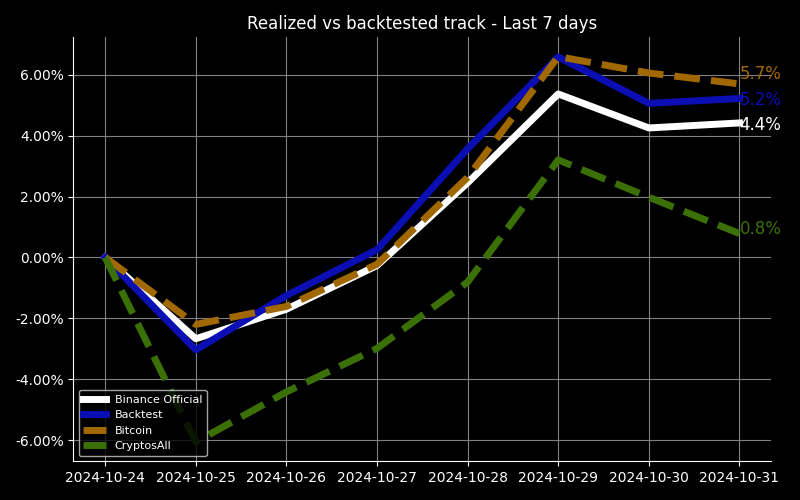 Realized vs backtested track - Last 7 days
6.00%
4.00%
2.00%
0.00%
-2.00%
-4.00%
-6.00%
5.7%
5.2%
4.4%
0.8%
Binance Official
Backtest
Bitcoin
CryptosAll
2024-10-24 2024-10-25 2024-10-26 2024-10-27 2024-10-28 2024-10-29 2024-10-30 2024-10-31